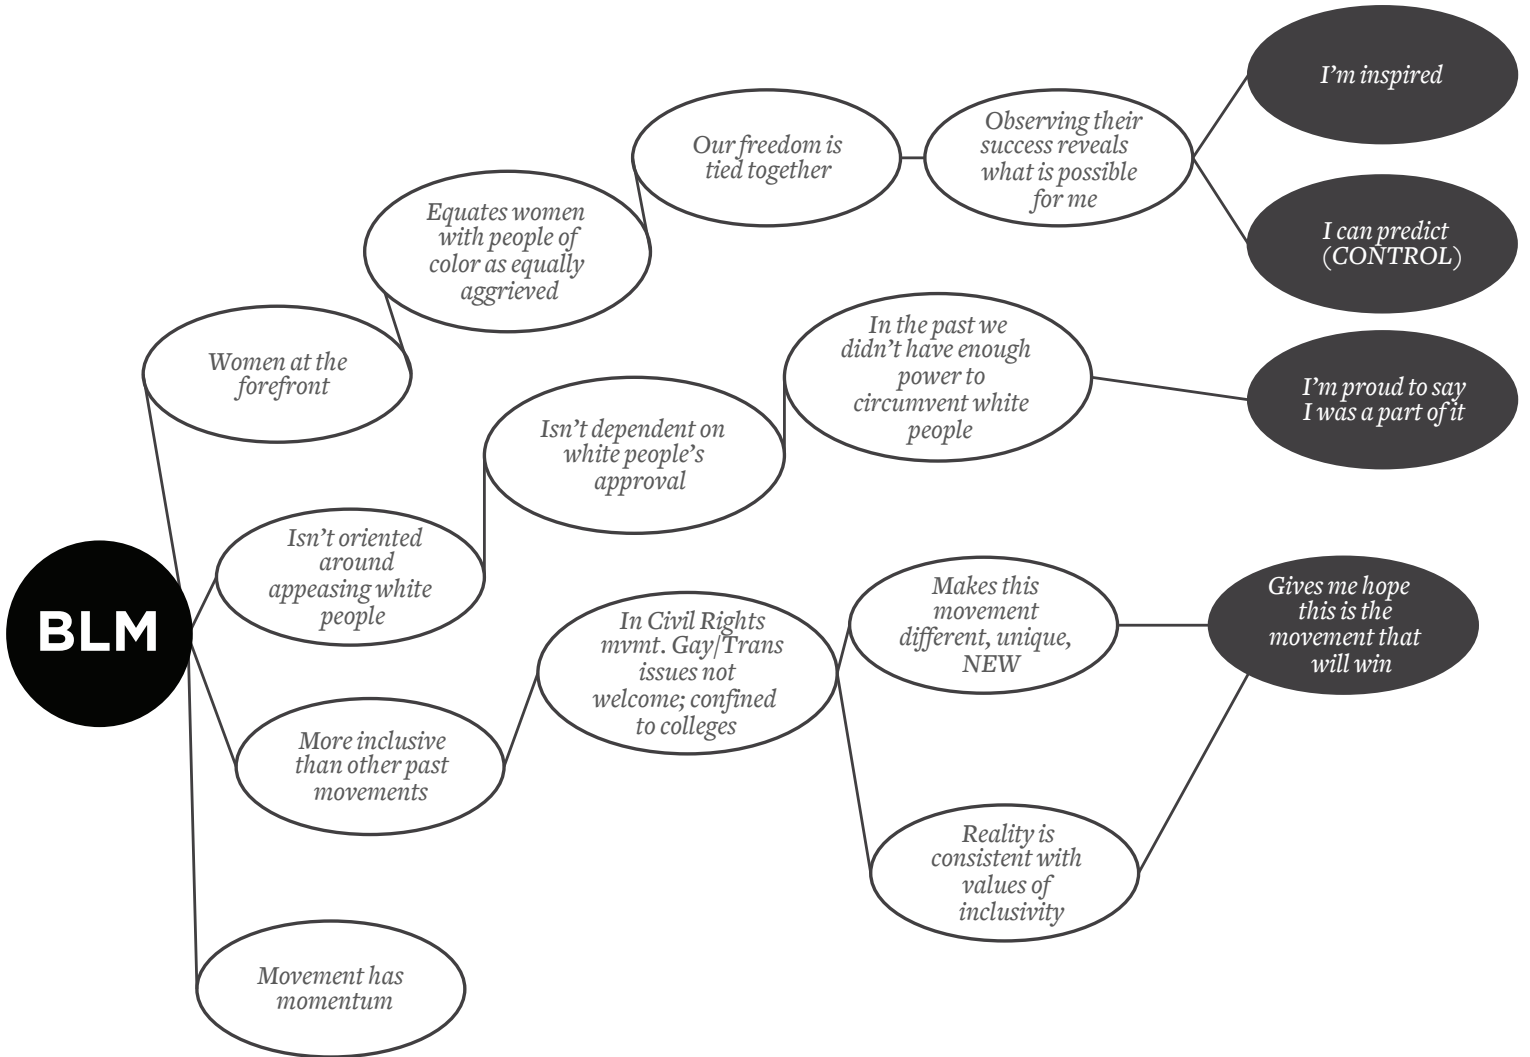 I’m inspired
Our freedom is
tied together
Observing their
success reveals
what is possible
for me
Equates women
with people of
color as equally
aggrieved
I can predict
(CONTROL)
Women at the
forefront
In the past we
didn’t have enough
power to
circumvent white
people
I’m proud to say
I was a part of it
Isn’t dependent on
white people’s
approval
Isn’t oriented
around
appeasing white
people
BLM
In Civil Rights
mvmt. Gay/Trans
issues not
welcome; confined
to colleges
Makes this
movement
different, unique,
NEW
Gives me hope
this is the
movement that
will win
More inclusive
than other past
movements
Reality is
consistent with
values of
inclusivity
Movement has
momentum